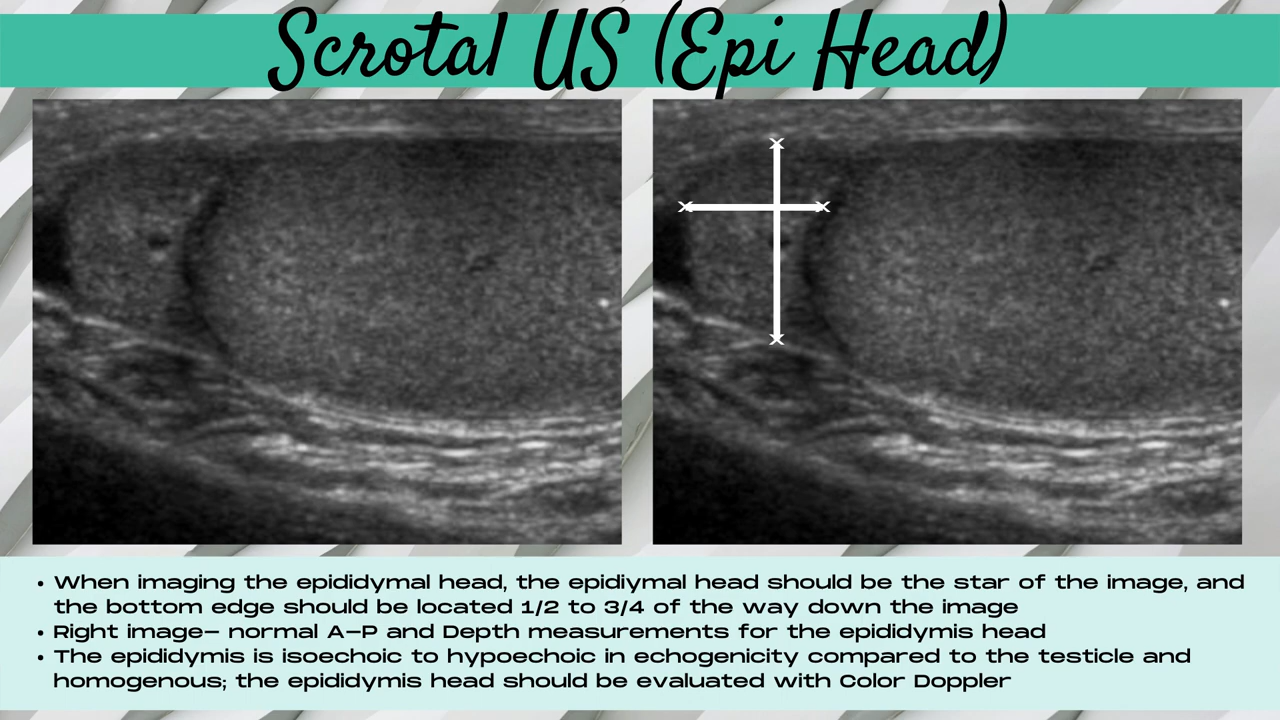 Scrotal US (Epi Head)
• When imaging the epididymal head, the epidiymal head should be the star of the image, and
the bottom edge should be located 1/2 to 3/4 of the way down the image
• Right image– normal A–P and Depth measurements for the epididymis head
• The epididymis is isoechoic to hypoechoic in echogenicity compared to the testicle and
homogenous; the epididymis head should be evaluated with Color Doppler